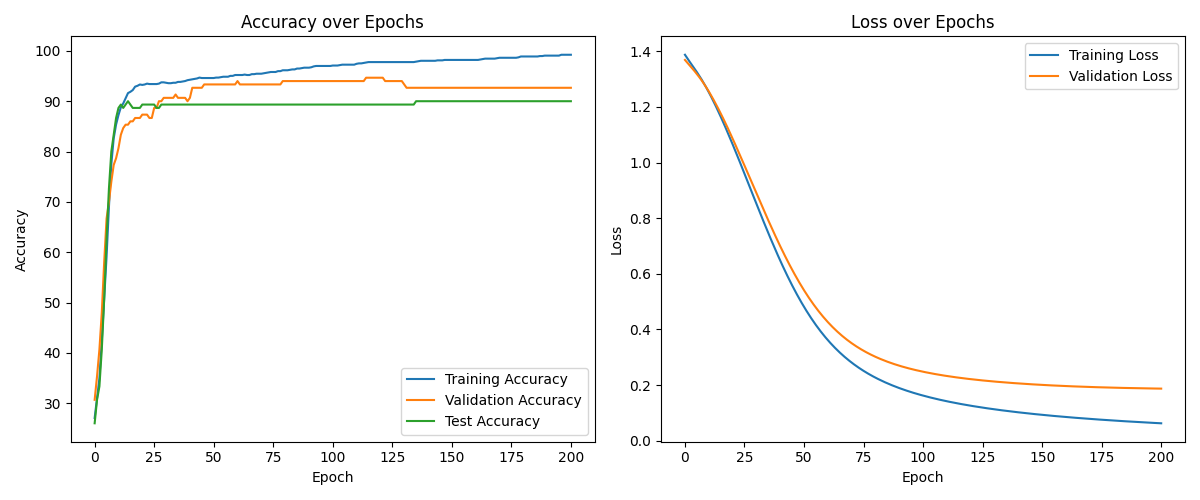 Accuracy over Epochs
Accuracy
100
90
80
70
60
50
40
30
0 25 50 75 100 125 150 175 200
Epoch
Training Accuracy
Validation Accuracy
Test Accuracy
Loss over Epochs
Loss
1.4
1.2
1.0
0.8
0.6
0.4
0.2
0.0
0 25 50 75 100 125 150 175 200
Epoch
Training Loss
Validation Loss